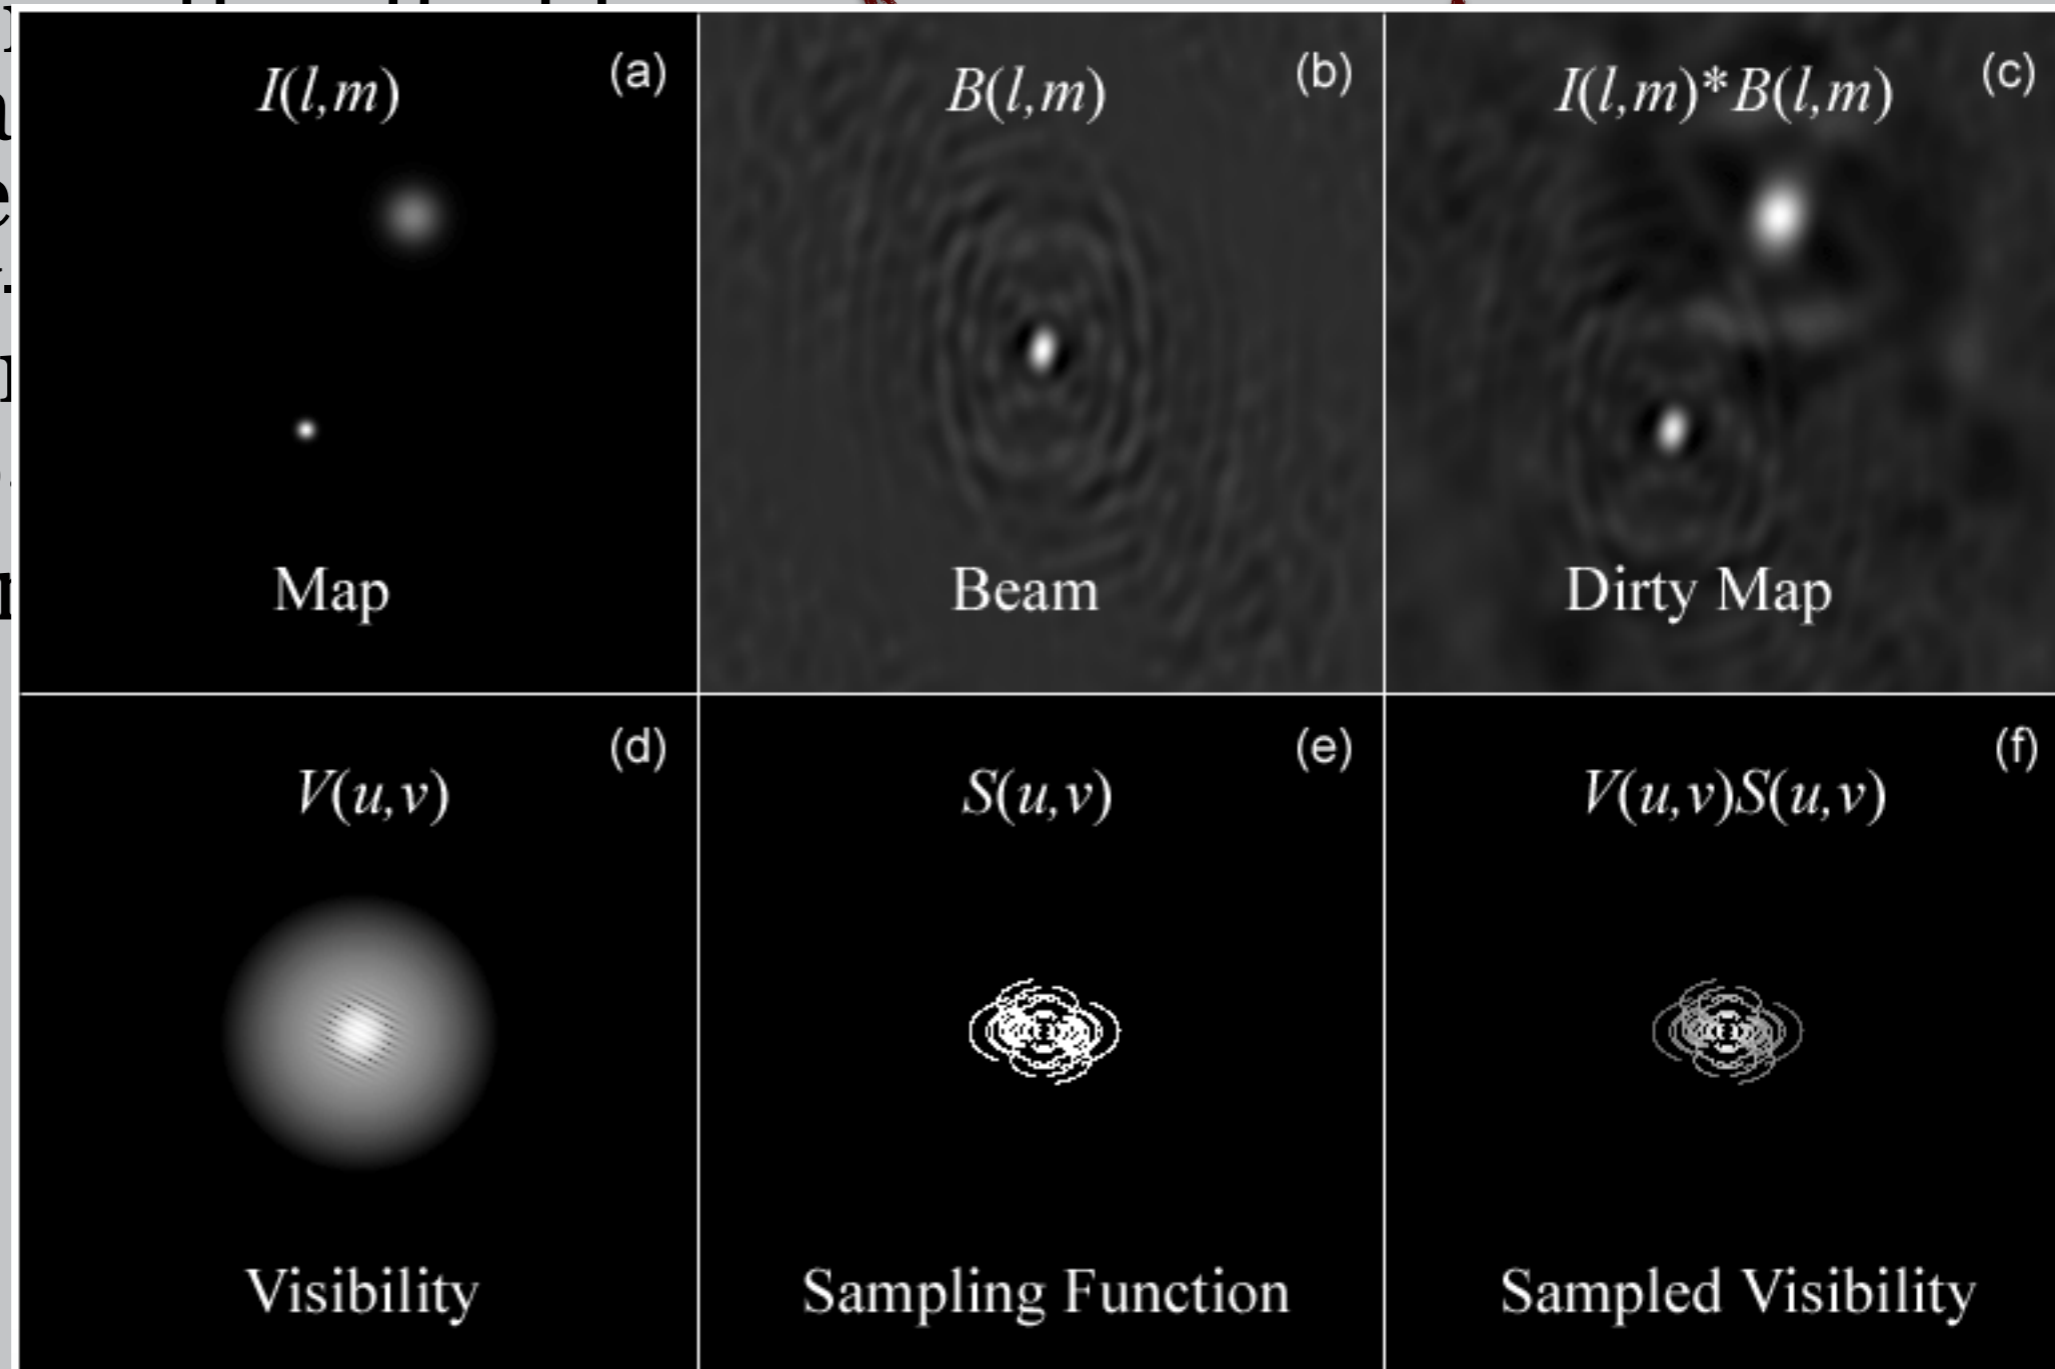 I(l,m)
(a)
Map
B(l,m)
(b)
Beam
I(l,m)*B(l,m)
(c)
Dirty Map
V(u,v)
(d)
Visibility
S(u,v)
(e)
Sampling Function
V(u,v)S(u,v)
(f)
Sampled Visibility